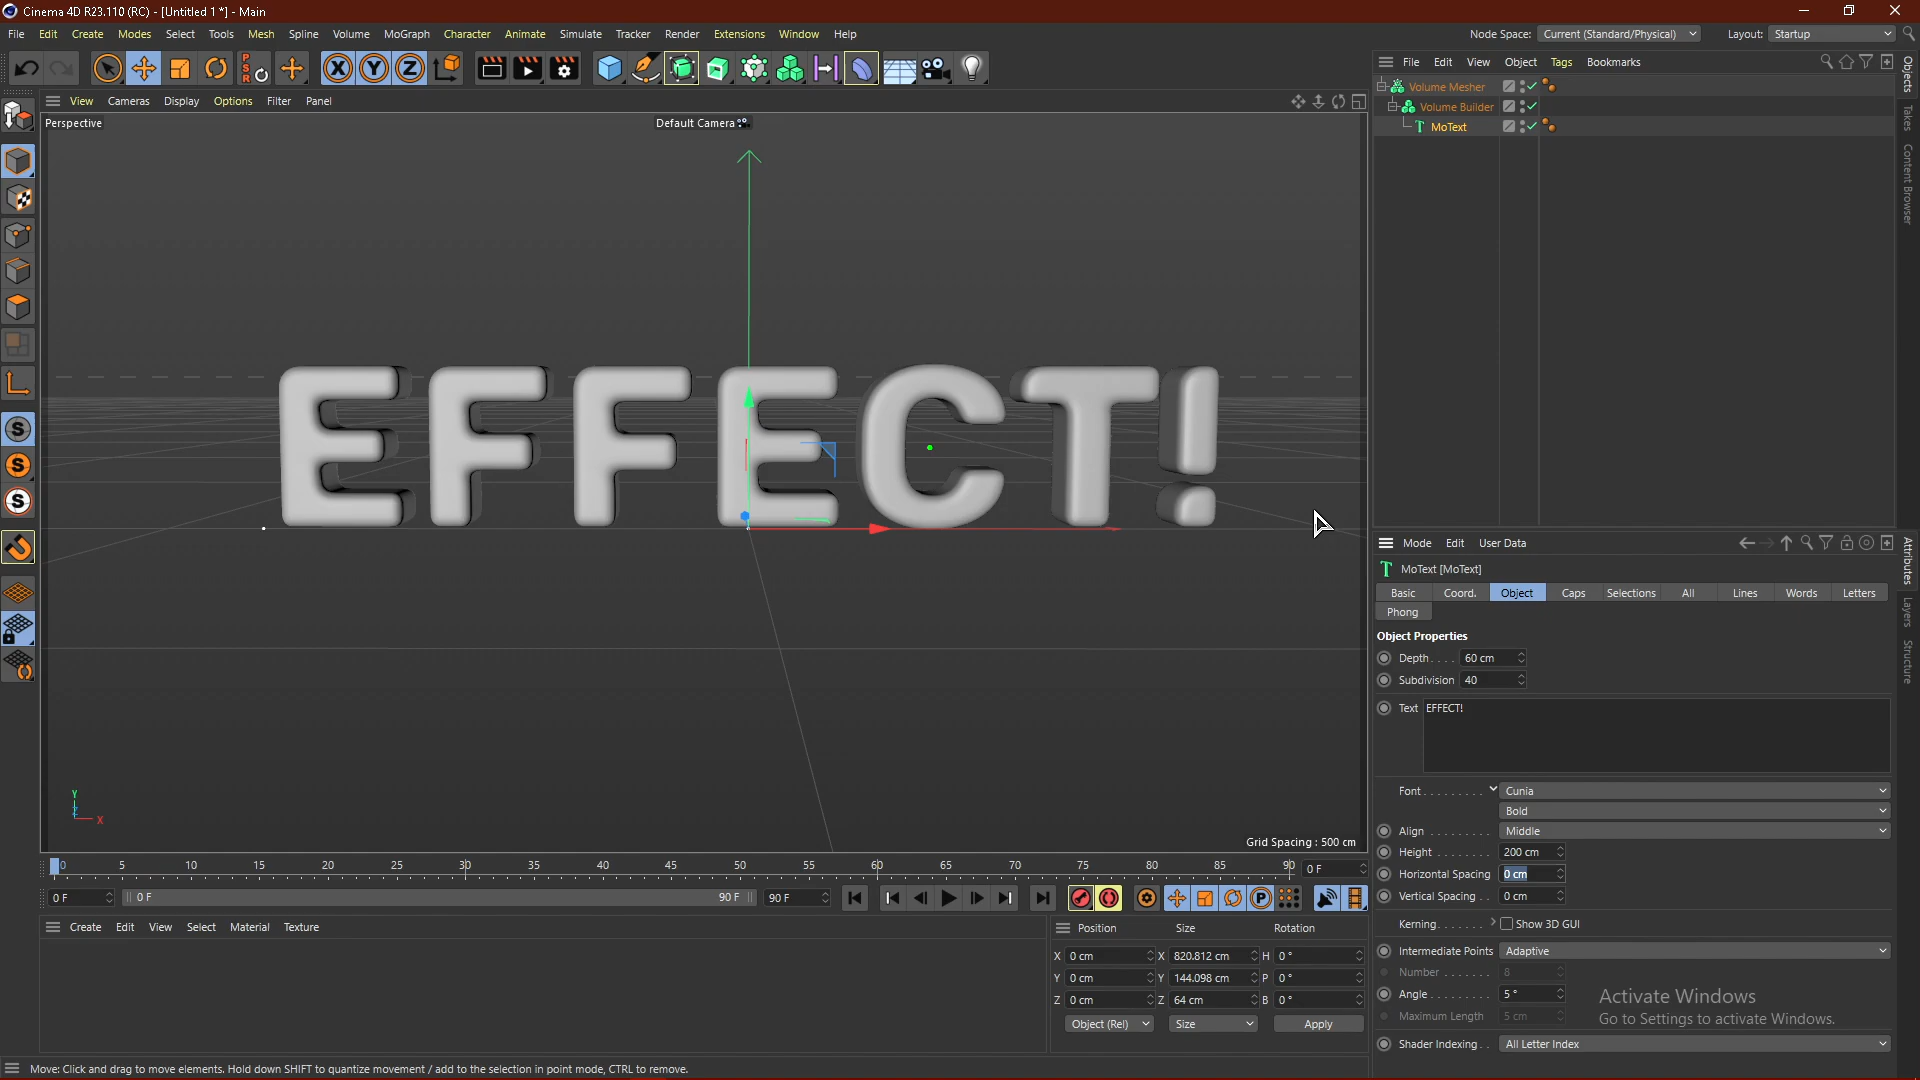 Cinema 4D R23.110 (RC) - [Untitled 1 *] - Main
File Edit Create Modes Select Tools Mesh Spline Volume MoGraph Character Animate Simulate Tracker Render Extensions Window Help
Node Space: Current (Standard/Physical) Layout: Startup
PSR X Y Z
File Edit View Object Tags Bookmarks
View Cameras Display Options Filter Panel
Perspective
Default Camera
Volume Mesher
Volume Builder
MoText
Objects
Takes
Content Browser
EFFECT!
S
S
S
Y
Z
X
Grid Spacing : 500 cm
Mode Edit User Data
MoText [MoText]
Basic Coord. Object Caps Selections All Lines Words Letters
Phong
Object Properties
Depth 60 cm
Subdivision 40
Text EFFECT!
Font Cunia
Bold
Align Middle
Height 200 cm
Horizontal Spacing 0 cm
Vertical Spacing 0 cm
Kerning Show 3D GUI
Intermediate Points Adaptive
Number 8
Angle 5 °
Maximum Length 5 cm
Shader Indexing All Letter Index
Attributes
Layers
Structure
Activate Windows
Go to Settings to activate Windows.
0 5 10 15 20 25 30 35 40 45 50 55 60 65 70 75 80 85 90 0 F
0 F 0 F 90 F 90 F P
Create Edit View Select Material Texture
Position Size Rotation
X 0 cm X 820.812 cm H 0 °
Y 0 cm Y 144.098 cm P 0 °
Z 0 cm Z 64 cm B 0 °
Object (Rel) Size Apply
Move: Click and drag to move elements. Hold down SHIFT to quantize movement / add to the selection in point mode, CTRL to remove.